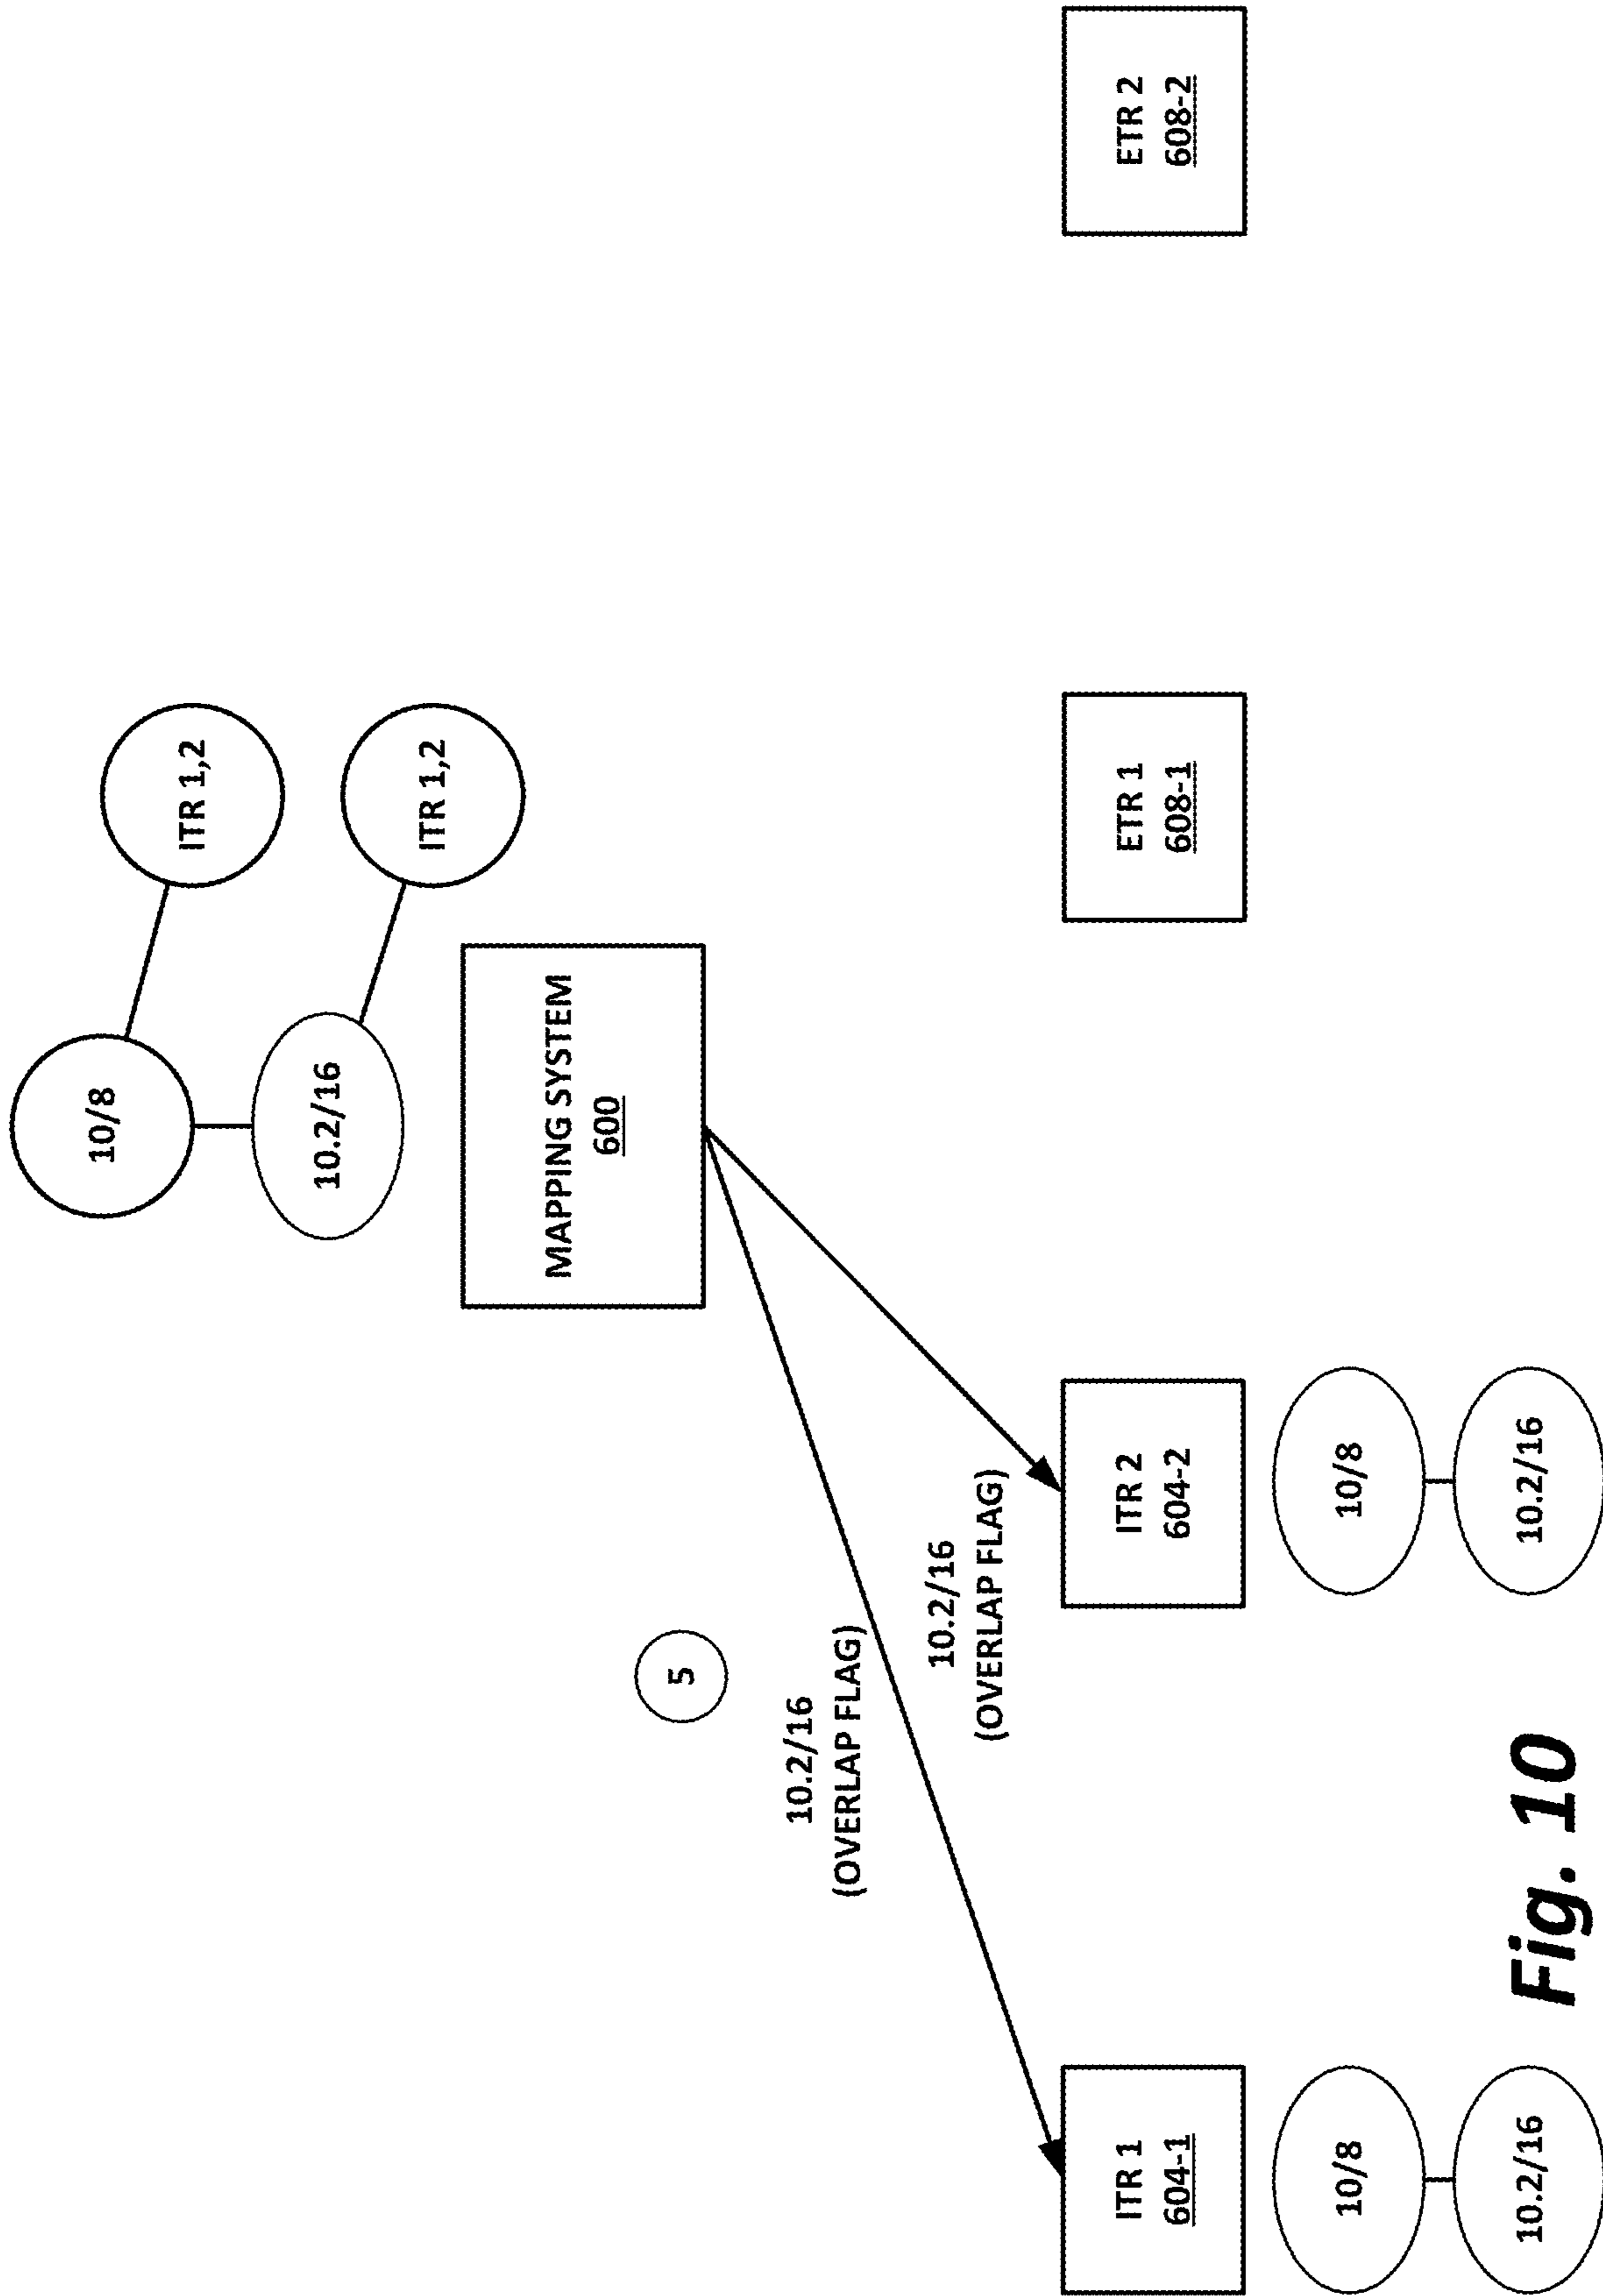 10/8
ITR 1,2
10.2/16
ITR 1,2
MAPPING SYSTEM
600
5
10.2/16
(OVERLAP FLAG)
10.2/16
(OVERLAP FLAG)
ITR 1
604-1
ITR 2
604-2
ETR 1
608-1
ETR 2
608-2
10/8
10/8
10.2/16
10.2/16
Fig. 10